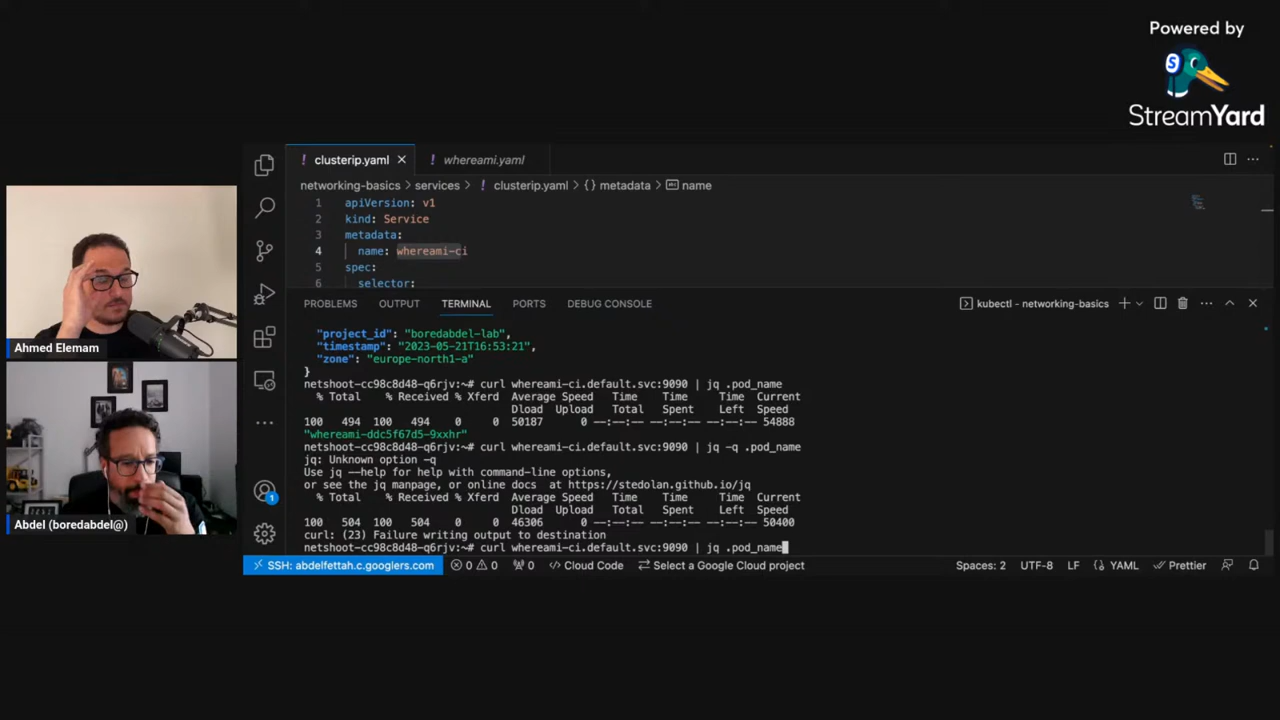 Powered by
S
StreamYard
clusterip.yaml
whereami.yaml
networking-basics > services > ! clusterip.yaml > {} metadata > name
1 apiVersion: v1
2 kind: Service
3 metadata:
4 name: whereami-ci
5 spec:
6 selector:
PROBLEMS OUTPUT TERMINAL PORTS DEBUG CONSOLE
kubectl - networking-basics
"project_id": "boredabdel-lab",
"timestamp": "2023-05-21T16:53:21",
"zone": "europe-north1-a"
}
netshoot-cc98c8d48-q6rjv:~# curl whereami-ci.default.svc:9090 | jq .pod_name
% Total % Received % Xferd Average Speed Time Time Time Current
Dload Upload Total Spent Left Speed
100 494 100 494 0 0 50187 0 --:--:-- --:--:-- --:--:-- 54888
"whereami-ddc5f67d5-9xxhr"
netshoot-cc98c8d48-q6rjv:~# curl whereami-ci.default.svc:9090 | jq -q .pod_name
jq: Unknown option -q
Use jq --help for help with command-line options,
or see the jq manpage, or online docs at https://stedolan.github.io/jq
% Total % Received % Xferd Average Speed Time Time Time Current
Dload Upload Total Spent Left Speed
100 504 100 504 0 0 46306 0 --:--:-- --:--:-- --:--:-- 50400
curl: (23) Failure writing output to destination
netshoot-cc98c8d48-q6rjv:~# curl whereami-ci.default.svc:9090 | jq .pod_name
Ahmed Elemam
Abdel (boredabdel@)
1
SSH: abdelfettah.c.googlers.com 0 0 0 Cloud Code Select a Google Cloud project Spaces: 2 UTF-8 LF {} YAML Prettier